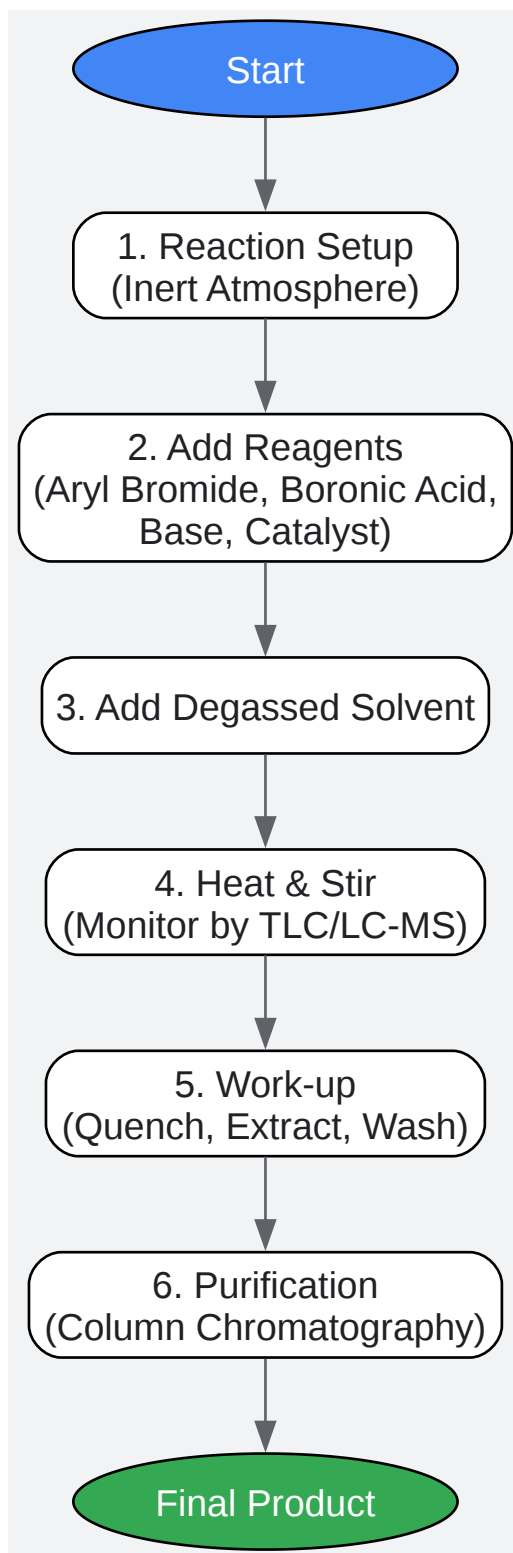 Start
1. Reaction Setup
(Inert Atmosphere)
2. Add Reagents
(Aryl Bromide, Boronic Acid,
Base, Catalyst)
3. Add Degassed Solvent
4. Heat & Stir
(Monitor by TLC/LC-MS)
5. Work-up
(Quench, Extract, Wash)
6. Purification
(Column Chromatography)
Final Product